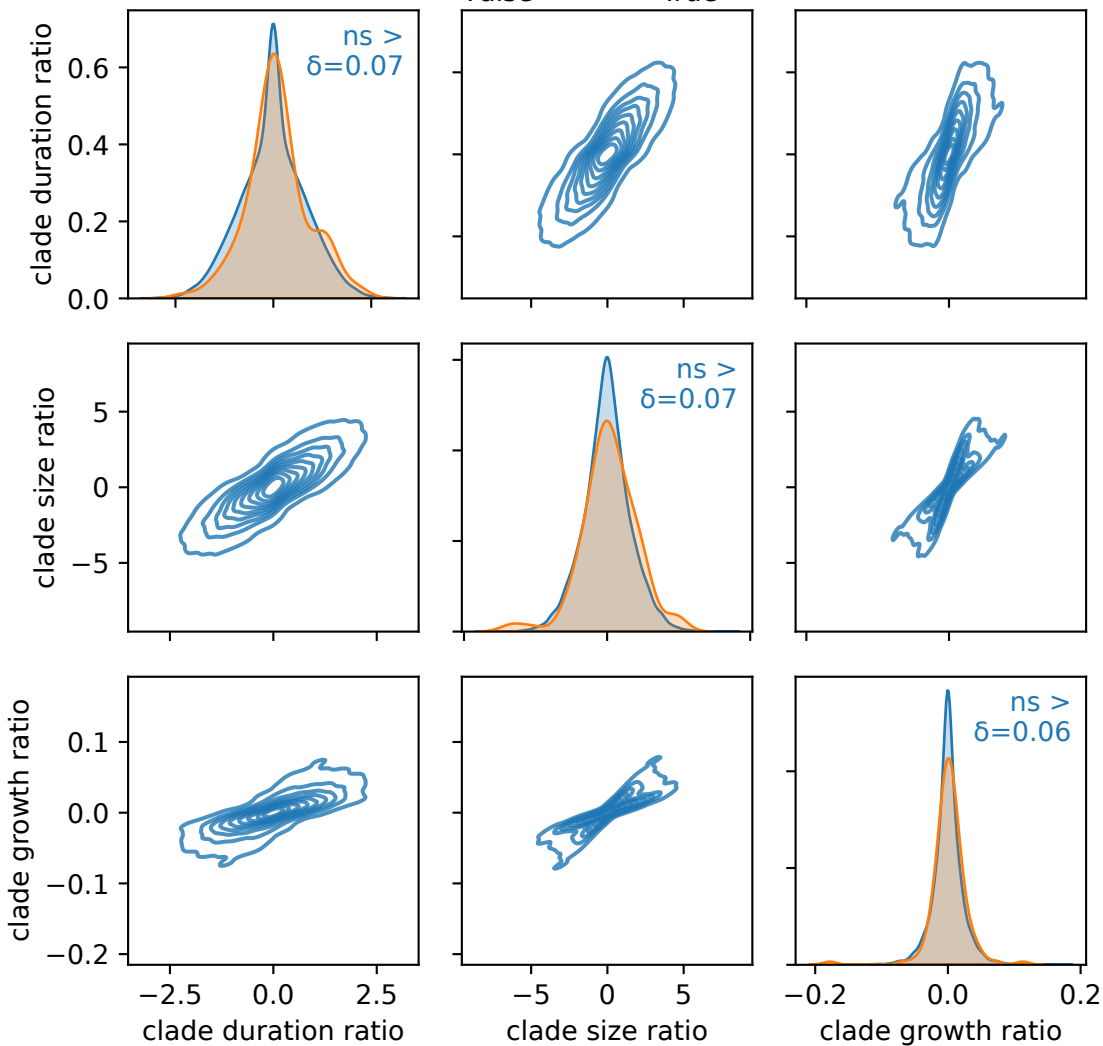 False True
clade duration ratio
0.6
0.4
0.2
0.0
ns >
δ=0.07
clade size ratio
5
0
−5
ns >
δ=0.07
clade growth ratio
0.1
0.0
−0.1
−0.2
ns >
δ=0.06
−2.5 0.0 2.5
−5 0 5
−0.2 0.0 0.2
clade duration ratio
clade size ratio
clade growth ratio